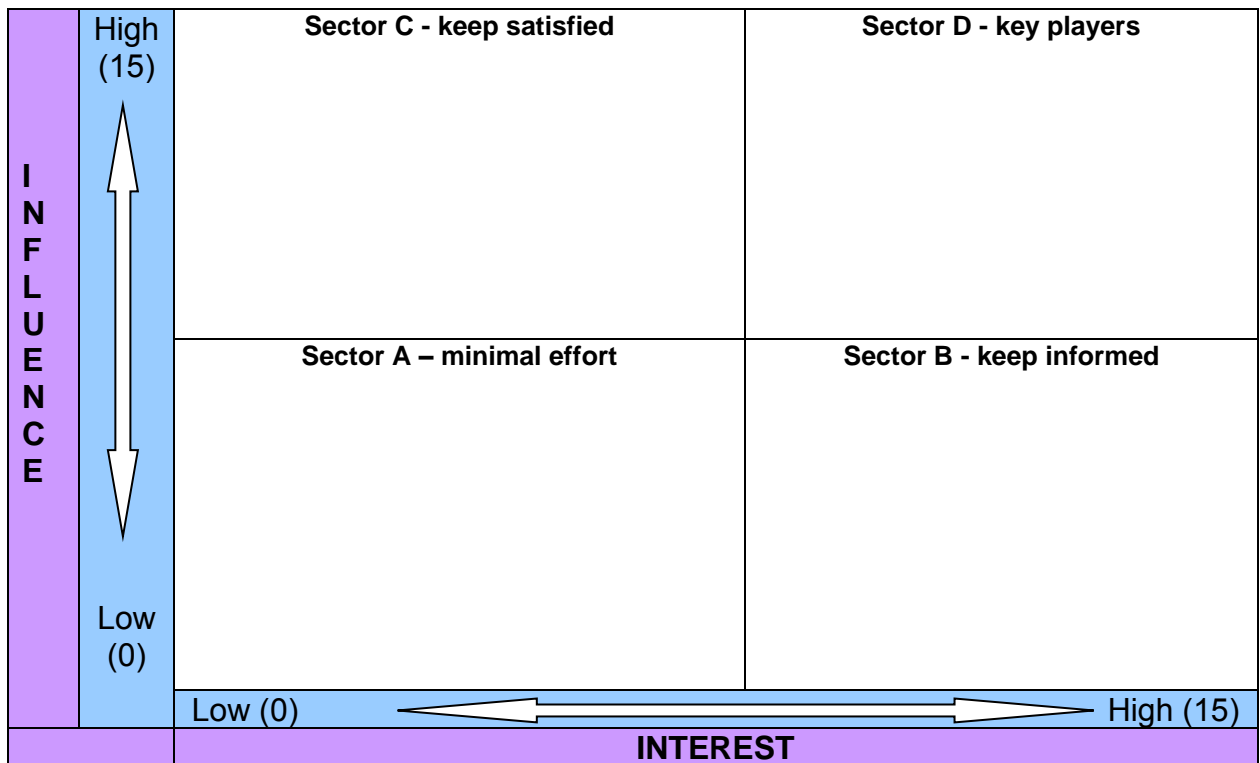 INFLUENCE
High
(15)
Low
(0)
Sector C - keep satisfied
Sector D - key players
Sector A – minimal effort
Sector B - keep informed
Low (0)
High (15)
INTEREST